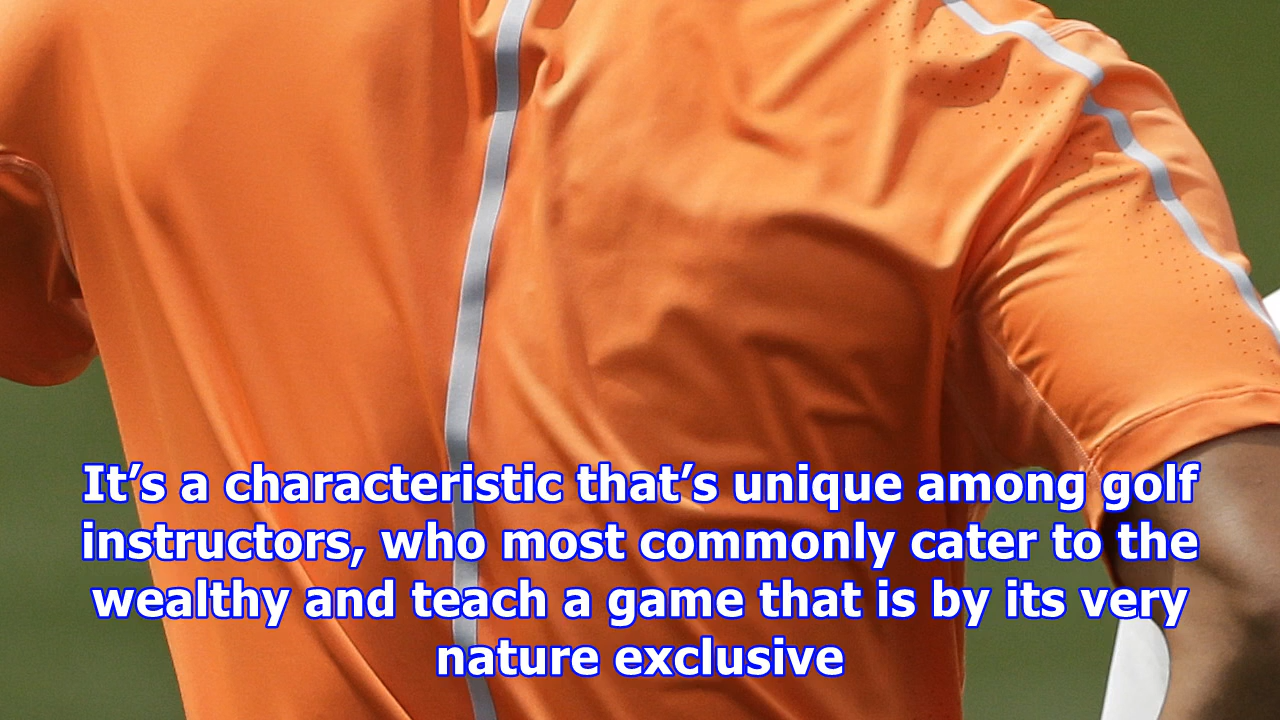 It’s a characteristic that’s unique among golf
instructors, who most commonly cater to the
wealthy and teach a game that is by its very
nature exclusive